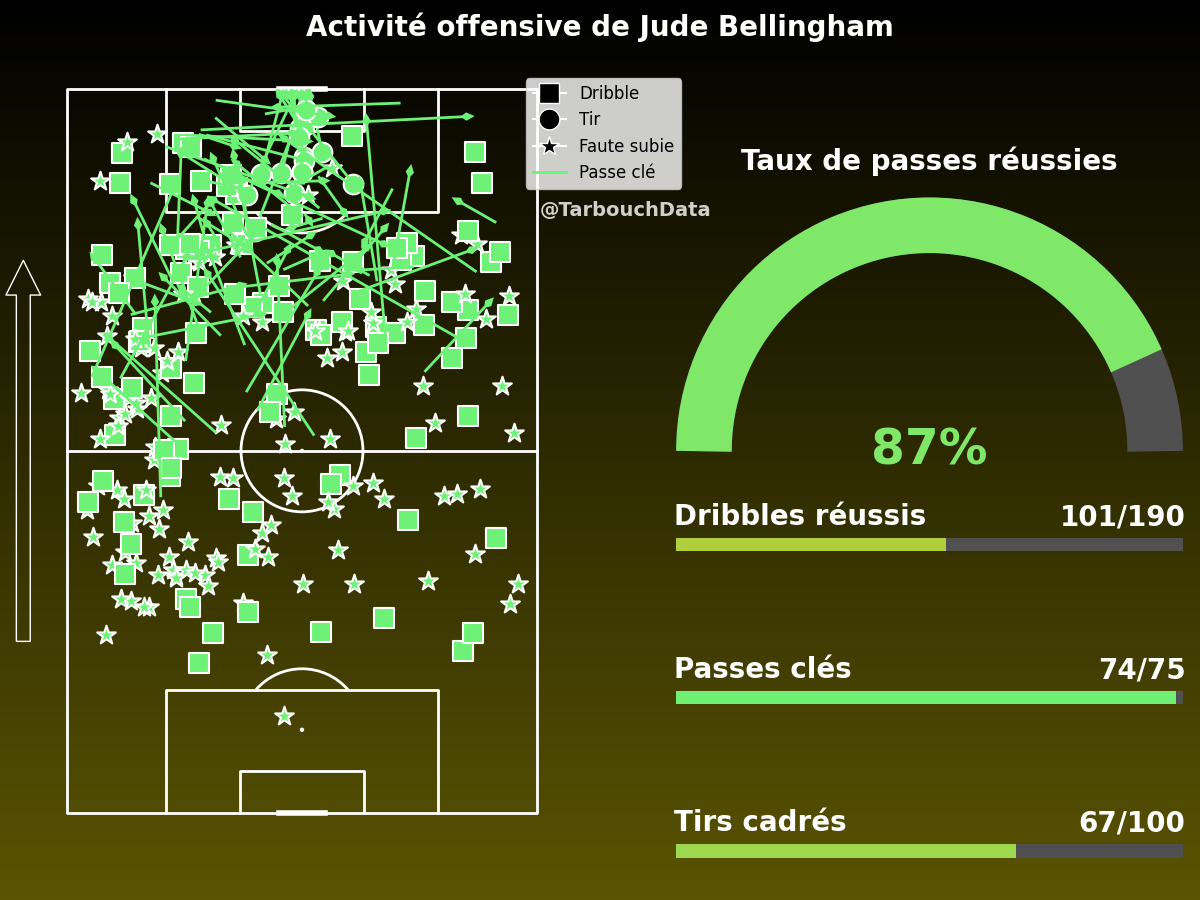 Activité offensive de Jude Bellingham
Dribble
Tir
Faute subie
Passe clé
@TarbouchData
Taux de passes réussies
87%
Dribbles réussis 101/190
Passes clés 74/75
Tirs cadrés 67/100